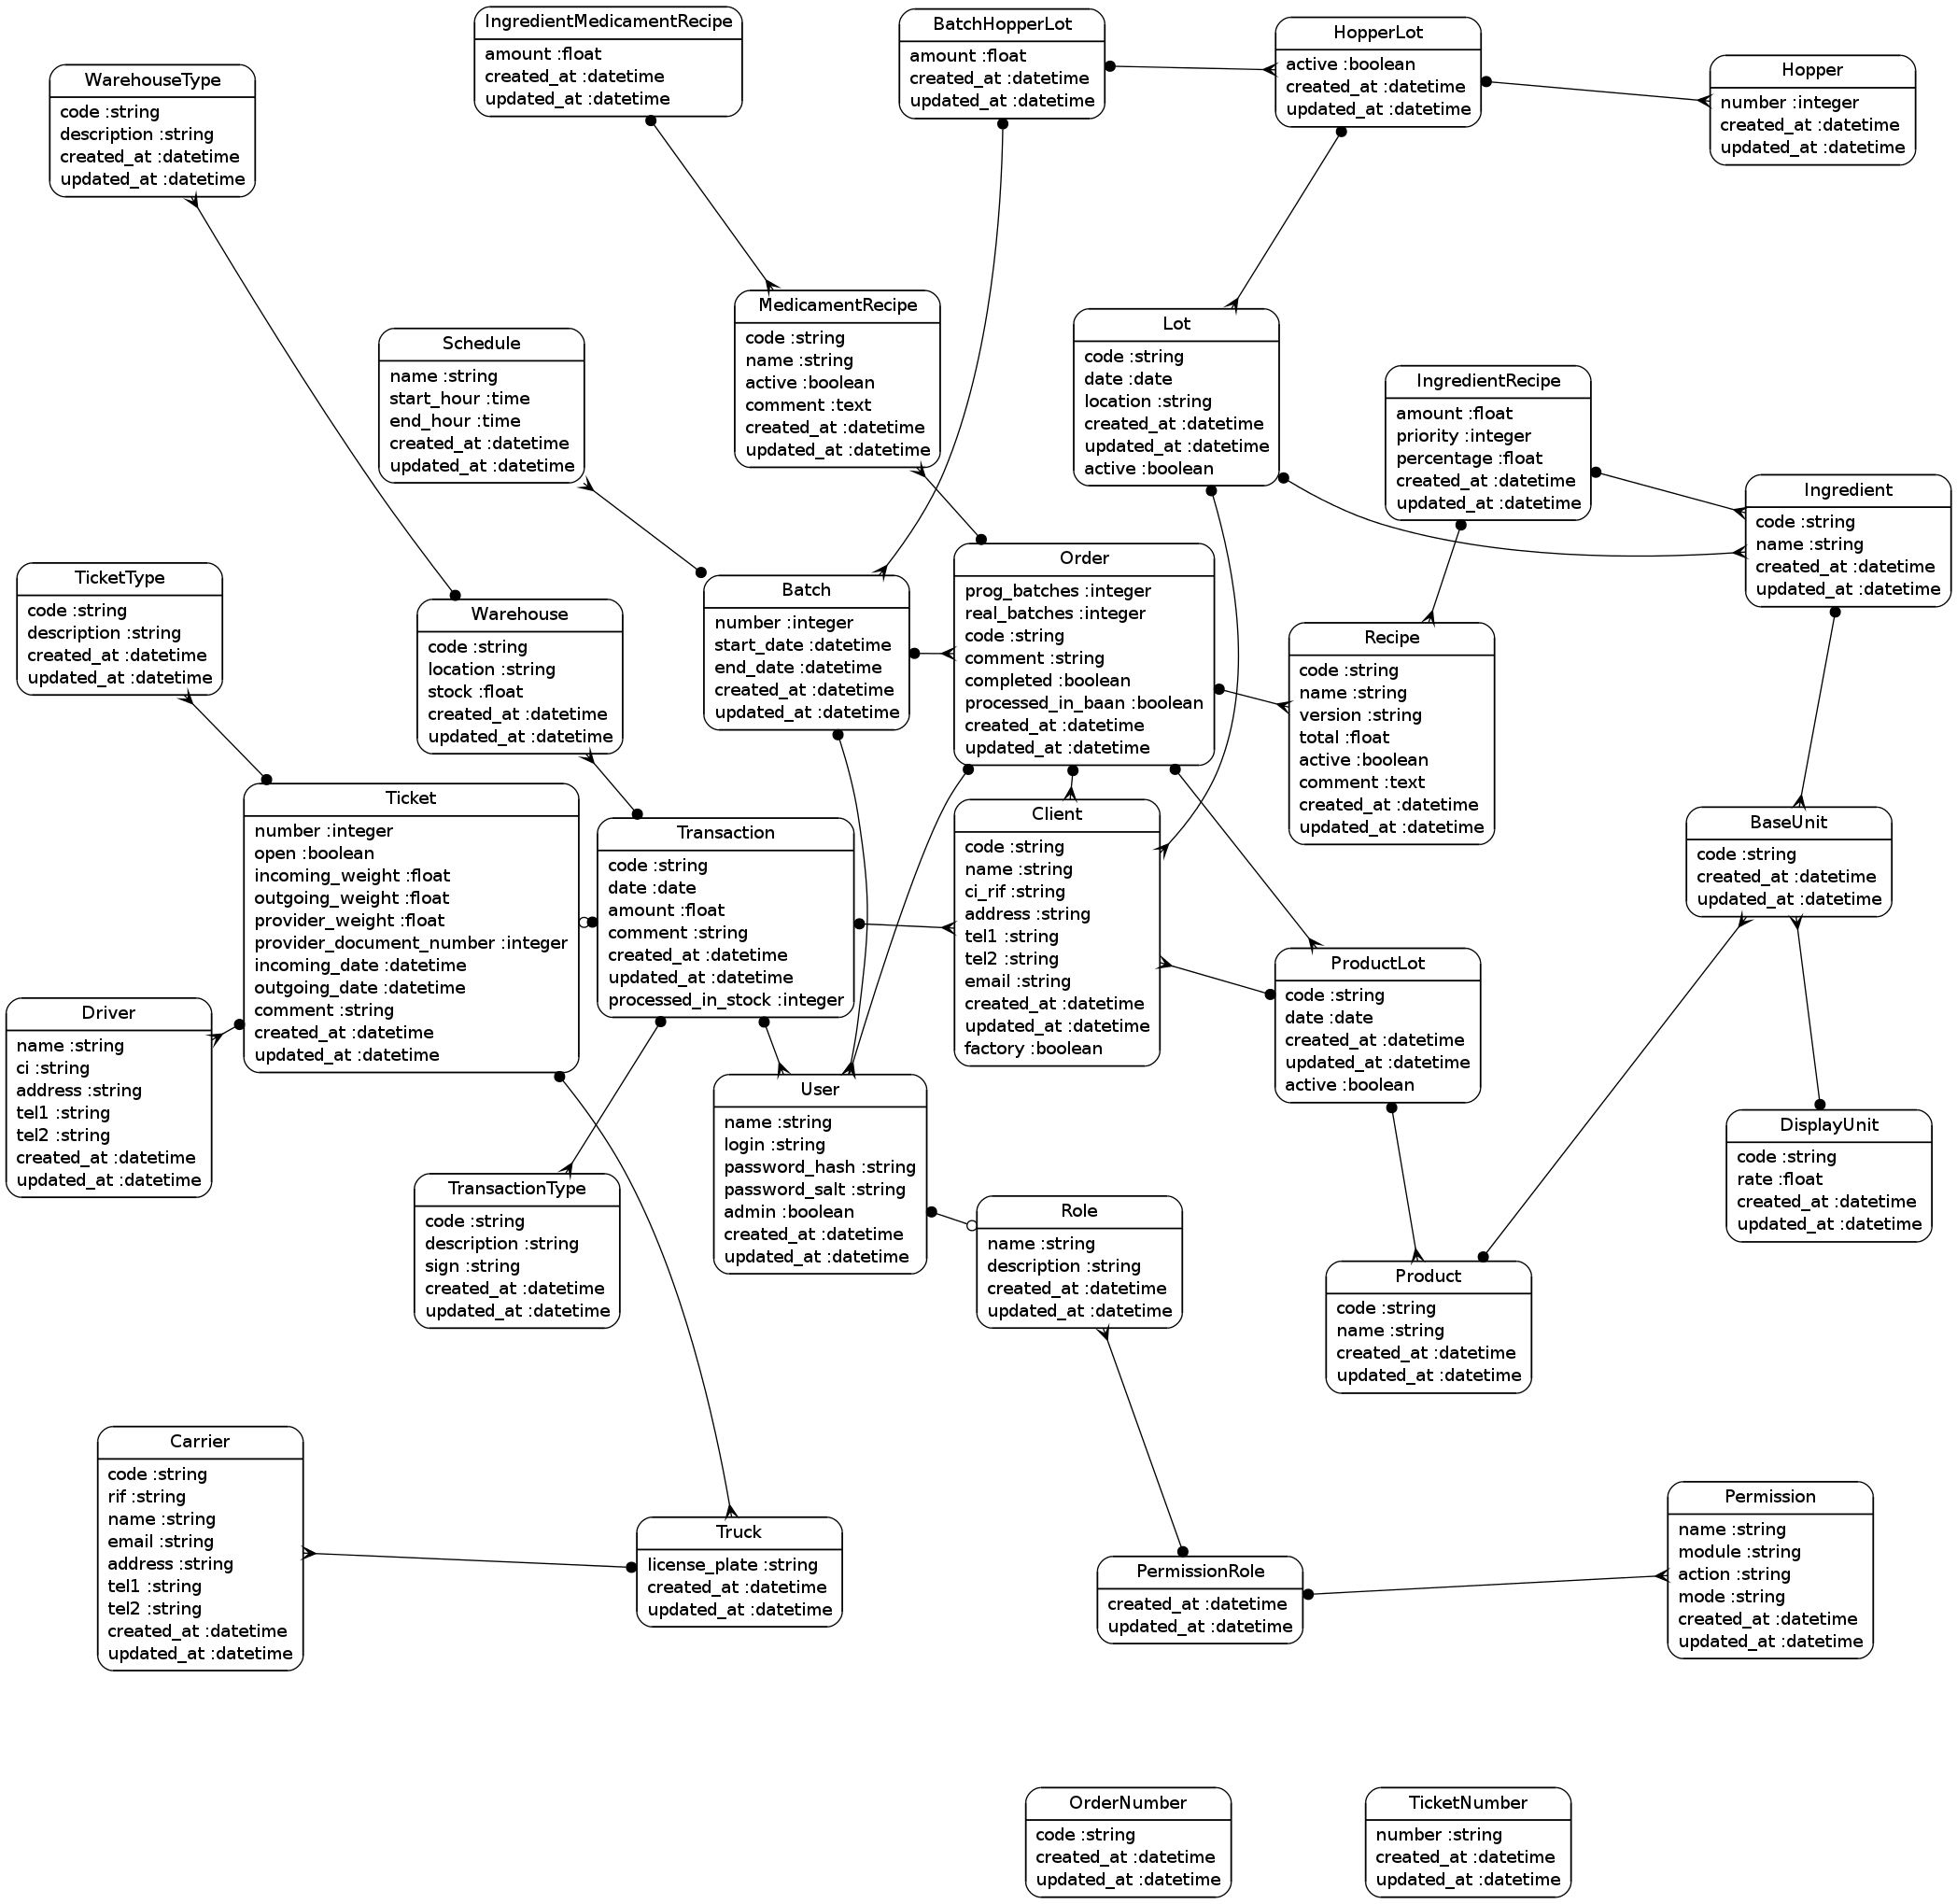 IngredientMedicamentRecipe
amount :float
created_at :datetime
updated_at :datetime
BatchHopperLot
amount :float
created_at :datetime
updated_at :datetime
HopperLot
active :boolean
created_at :datetime
updated_at :datetime
Hopper
number :integer
created_at :datetime
updated_at :datetime
WarehouseType
code :string
description :string
created_at :datetime
updated_at :datetime
Schedule
name :string
start_hour :time
end_hour :time
created_at :datetime
updated_at :datetime
MedicamentRecipe
code :string
name :string
active :boolean
comment :text
created_at :datetime
updated_at :datetime
Lot
code :string
date :date
location :string
created_at :datetime
updated_at :datetime
active :boolean
IngredientRecipe
amount :float
priority :integer
percentage :float
created_at :datetime
updated_at :datetime
Ingredient
code :string
name :string
created_at :datetime
updated_at :datetime
TicketType
code :string
description :string
created_at :datetime
updated_at :datetime
Warehouse
code :string
location :string
stock :float
created_at :datetime
updated_at :datetime
Batch
number :integer
start_date :datetime
end_date :datetime
created_at :datetime
updated_at :datetime
Order
prog_batches :integer
real_batches :integer
code :string
comment :string
completed :boolean
processed_in_baan :boolean
created_at :datetime
updated_at :datetime
Recipe
code :string
name :string
version :string
total :float
active :boolean
comment :text
created_at :datetime
updated_at :datetime
Ticket
number :integer
open :boolean
incoming_weight :float
outgoing_weight :float
provider_weight :float
provider_document_number :integer
incoming_date :datetime
outgoing_date :datetime
comment :string
created_at :datetime
updated_at :datetime
Transaction
code :string
date :date
amount :float
comment :string
created_at :datetime
updated_at :datetime
processed_in_stock :integer
Client
code :string
name :string
ci_rif :string
address :string
tel1 :string
tel2 :string
email :string
created_at :datetime
updated_at :datetime
factory :boolean
BaseUnit
code :string
created_at :datetime
updated_at :datetime
ProductLot
code :string
date :date
created_at :datetime
updated_at :datetime
active :boolean
Driver
name :string
ci :string
address :string
tel1 :string
tel2 :string
created_at :datetime
updated_at :datetime
User
name :string
login :string
password_hash :string
password_salt :string
admin :boolean
created_at :datetime
updated_at :datetime
DisplayUnit
code :string
rate :float
created_at :datetime
updated_at :datetime
TransactionType
code :string
description :string
sign :string
created_at :datetime
updated_at :datetime
Role
name :string
description :string
created_at :datetime
updated_at :datetime
Product
code :string
name :string
created_at :datetime
updated_at :datetime
Carrier
code :string
rif :string
name :string
email :string
address :string
tel1 :string
tel2 :string
created_at :datetime
updated_at :datetime
Truck
license_plate :string
created_at :datetime
updated_at :datetime
PermissionRole
created_at :datetime
updated_at :datetime
Permission
name :string
module :string
action :string
mode :string
created_at :datetime
updated_at :datetime
OrderNumber
code :string
created_at :datetime
updated_at :datetime
TicketNumber
number :string
created_at :datetime
updated_at :datetime